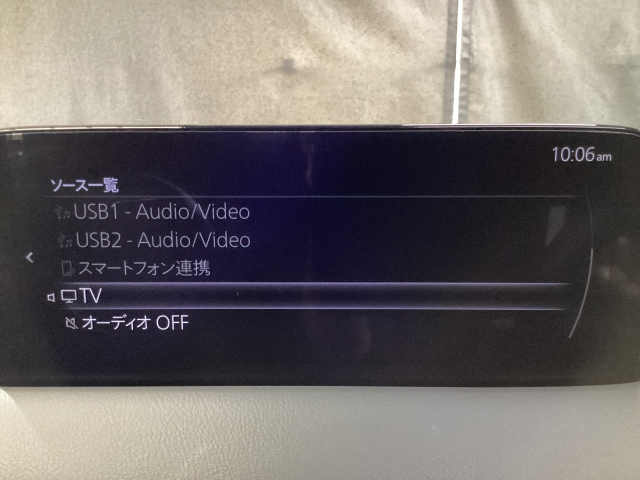 10:06am
ソース一覧
USB1 - Audio/Video
USB2 - Audio/Video
スマートフォン連携
TV
オーディオ OFF